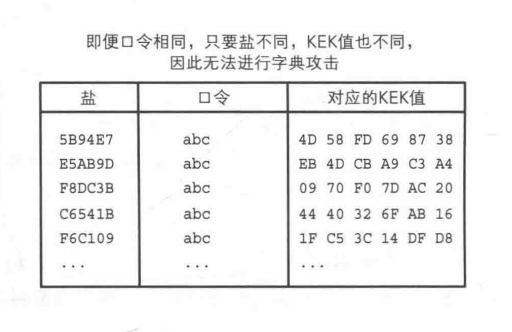 即便口令相同，只要盐不同，KEK值也不同，
因此无法进行字典攻击
盐 口令 对应的KEK值
5B94E7 abc 4D 58 FD 69 87 38
E5AB9D abc EB 4D CB A9 C3 A4
F8DC3B abc 09 70 F0 7D AC 20
C6541B abc 44 40 32 6F AB 16
F6C109 abc 1F C5 3C 14 DF D8
... ... ...